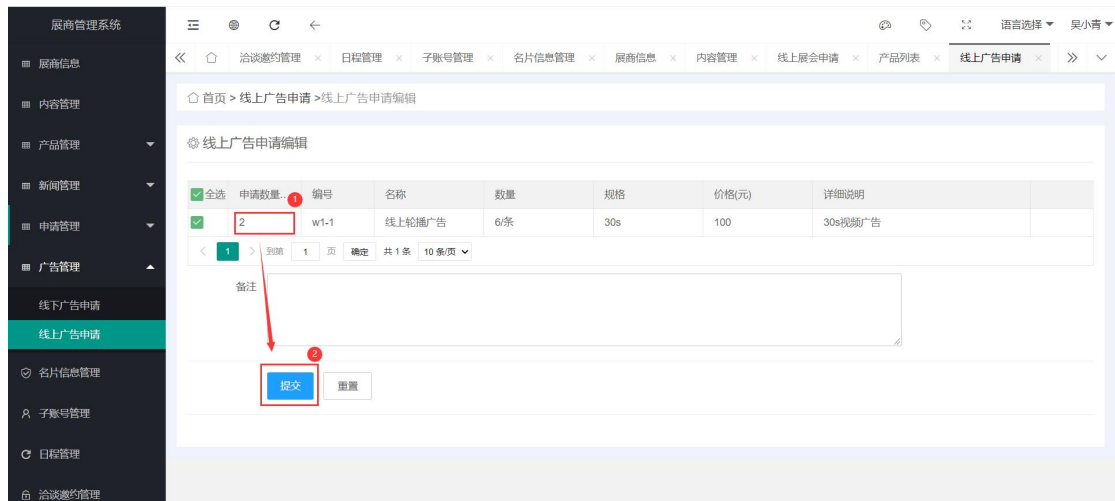 展商管理系统
语言选择
吴小青
洽谈邀约管理 × 日程管理 × 子账号管理 × 名片信息管理 × 展商信息 × 内容管理 × 线上展会申请 × 产品列表 × 线上广告申请 ×
展商信息
内容管理
产品管理
新闻管理
申请管理
广告管理
线下广告申请
线上广告申请
名片信息管理
子账号管理
日程管理
洽谈邀约管理
首页 > 线上广告申请 >线上广告申请编辑
线上广告申请编辑
全选 申请数量... 1 编号 名称 数量 规格 价格(元) 详细说明
2 w1-1 线上轮播广告 6/条 30s 100 30s视频广告
< 1 > 到第 1 页 确定 共 1 条 10 条/页
备注
2
提交 重置